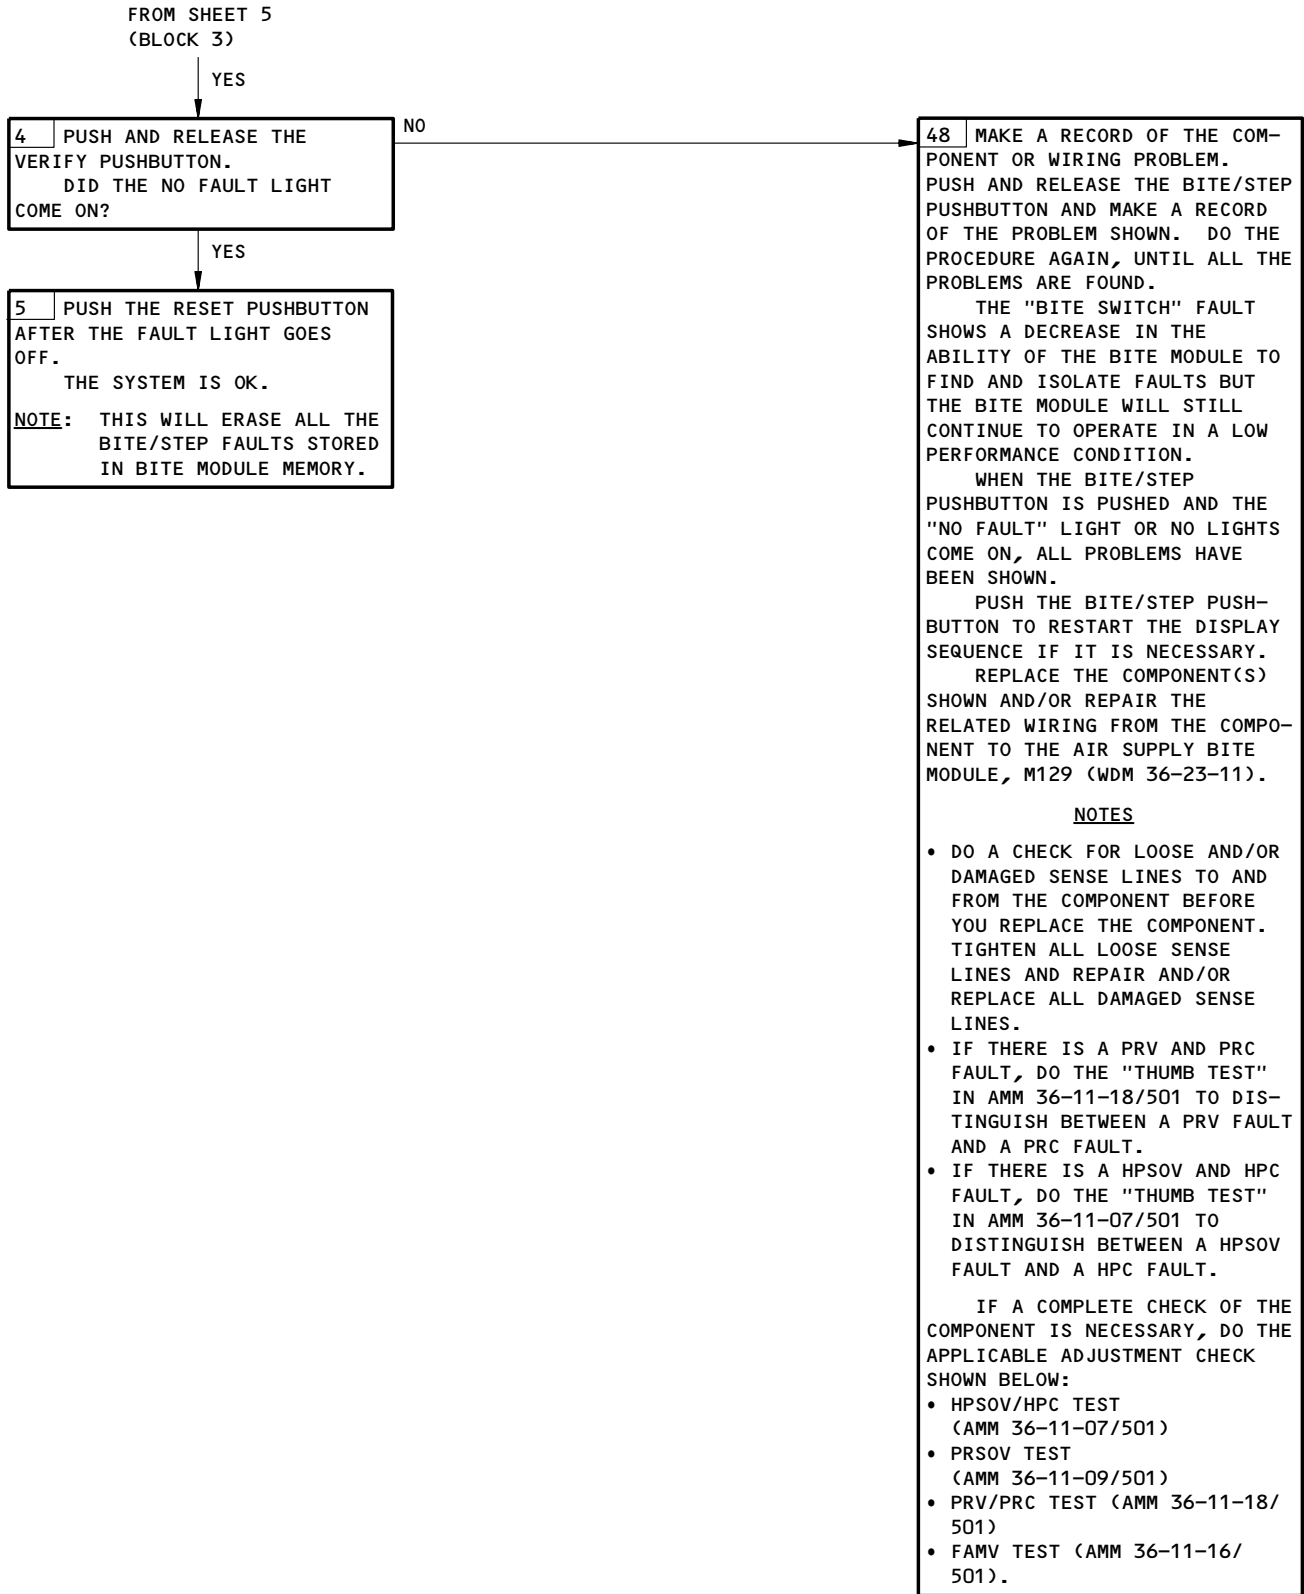 FROM SHEET 5
(BLOCK 3)
YES
4 PUSH AND RELEASE THE
VERIFY PUSHBUTTON.
DID THE NO FAULT LIGHT
COME ON?
NO
YES
5 PUSH THE RESET PUSHBUTTON
AFTER THE FAULT LIGHT GOES
OFF.
THE SYSTEM IS OK.
NOTE: THIS WILL ERASE ALL THE
BITE/STEP FAULTS STORED
IN BITE MODULE MEMORY.
48 MAKE A RECORD OF THE COM-
PONENT OR WIRING PROBLEM.
PUSH AND RELEASE THE BITE/STEP
PUSHBUTTON AND MAKE A RECORD
OF THE PROBLEM SHOWN. DO THE
PROCEDURE AGAIN, UNTIL ALL THE
PROBLEMS ARE FOUND.
THE "BITE SWITCH" FAULT
SHOWS A DECREASE IN THE
ABILITY OF THE BITE MODULE TO
FIND AND ISOLATE FAULTS BUT
THE BITE MODULE WILL STILL
CONTINUE TO OPERATE IN A LOW
PERFORMANCE CONDITION.
WHEN THE BITE/STEP
PUSHBUTTON IS PUSHED AND THE
"NO FAULT" LIGHT OR NO LIGHTS
COME ON, ALL PROBLEMS HAVE
BEEN SHOWN.
PUSH THE BITE/STEP PUSH-
BUTTON TO RESTART THE DISPLAY
SEQUENCE IF IT IS NECESSARY.
REPLACE THE COMPONENT(S)
SHOWN AND/OR REPAIR THE
RELATED WIRING FROM THE COMPO-
NENT TO THE AIR SUPPLY BITE
MODULE, M129 (WDM 36-23-11).
NOTES
• DO A CHECK FOR LOOSE AND/OR
DAMAGED SENSE LINES TO AND
FROM THE COMPONENT BEFORE
YOU REPLACE THE COMPONENT.
TIGHTEN ALL LOOSE SENSE
LINES AND REPAIR AND/OR
REPLACE ALL DAMAGED SENSE
LINES.
• IF THERE IS A PRV AND PRC
FAULT, DO THE "THUMB TEST"
IN AMM 36-11-18/501 TO DIS-
TINGUISH BETWEEN A PRV FAULT
AND A PRC FAULT.
• IF THERE IS A HPSOV AND HPC
FAULT, DO THE "THUMB TEST"
IN AMM 36-11-07/501 TO
DISTINGUISH BETWEEN A HPSOV
FAULT AND A HPC FAULT.
IF A COMPLETE CHECK OF THE
COMPONENT IS NECESSARY, DO THE
APPLICABLE ADJUSTMENT CHECK
SHOWN BELOW:
• HPSOV/HPC TEST
(AMM 36-11-07/501)
• PRSOV TEST
(AMM 36-11-09/501)
• PRV/PRC TEST (AMM 36-11-18/
501)
• FAMV TEST (AMM 36-11-16/
501).